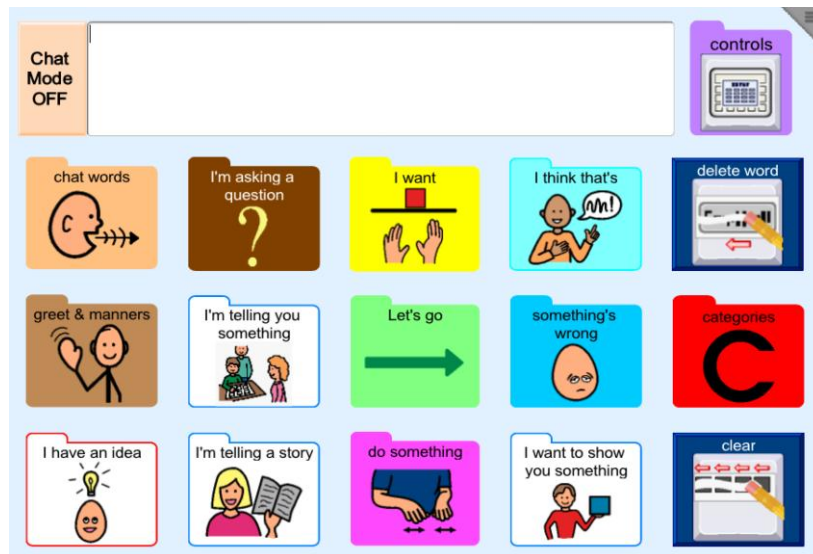 Chat
Mode
OFF
controls
chat words
I'm asking a
question
?
I want
I think that's
delete word
greet & manners
I'm telling you
something
Let's go
something's
wrong
categories
C
I have an idea
I'm telling a story
do something
I want to show
you something
clear